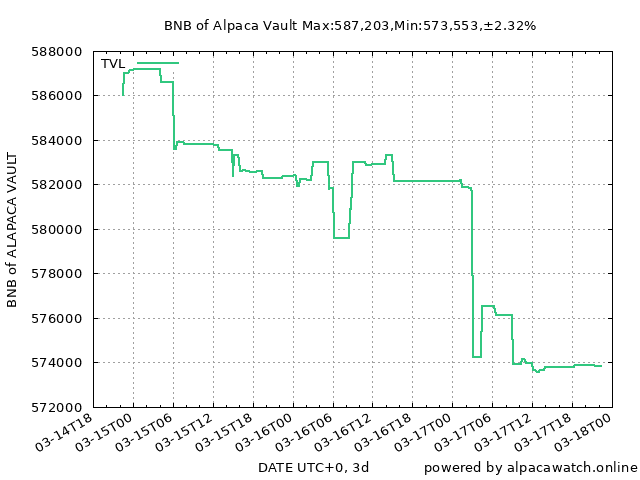 BNB of Alpaca Vault Max:587,203,Min:573,553,±2.32%
588000
TVL
586000
584000
582000
580000
578000
576000
574000
572000
BNB of ALAPACA VAULT
03-14T18
03-15T00
03-15T06
03-15T12
03-15T18
03-16T00
03-16T06
03-16T12
03-16T18
03-17T00
03-17T06
03-17T12
03-17T18
03-18T00
DATE UTC+0, 3d
powered by alpacawatch.online